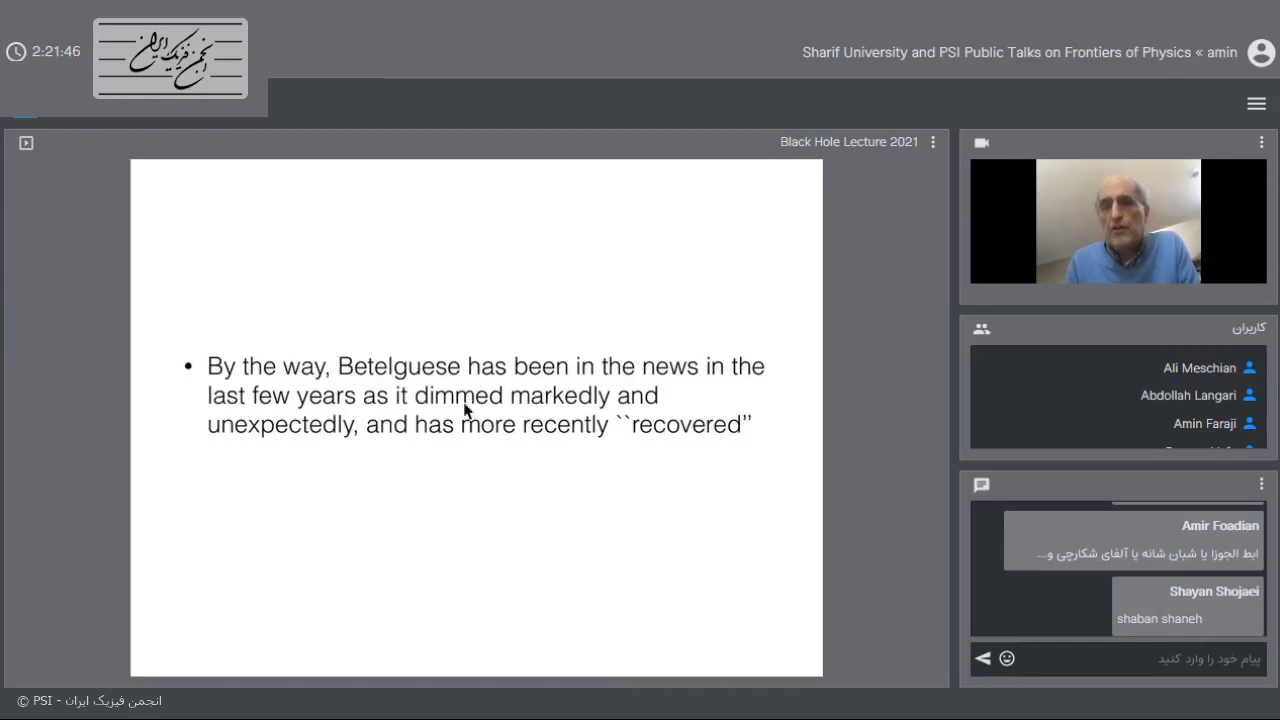 2:21:46
انجمن فیزیک ایران
Sharif University and PSI Public Talks on Frontiers of Physics « amin
Black Hole Lecture 2021
• By the way, Betelguese has been in the news in the
last few years as it dimmed markedly and
unexpectedly, and has more recently ``recovered”
کاربران
Ali Meschian
Abdollah Langari
Amin Faraji
Amir Foadian
ابط الجوزا یا شبان شانه یا آلفای شکارچی و...
Shayan Shojaei
shaban shaneh
پیام خود را وارد کنید
© PSI - انجمن فیزیک ایران